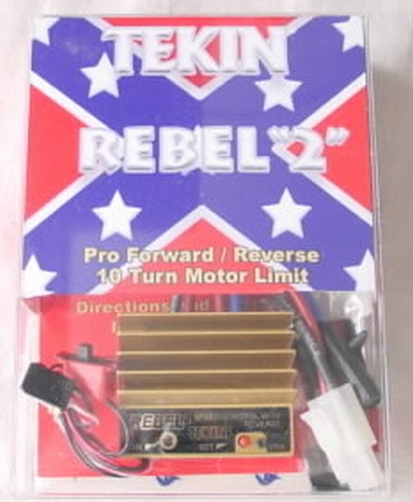 TEKIN
REBEL "2"
Pro Forward / Reverse
10 Turn Motor Limit
Directions
REBEL
TEKIN